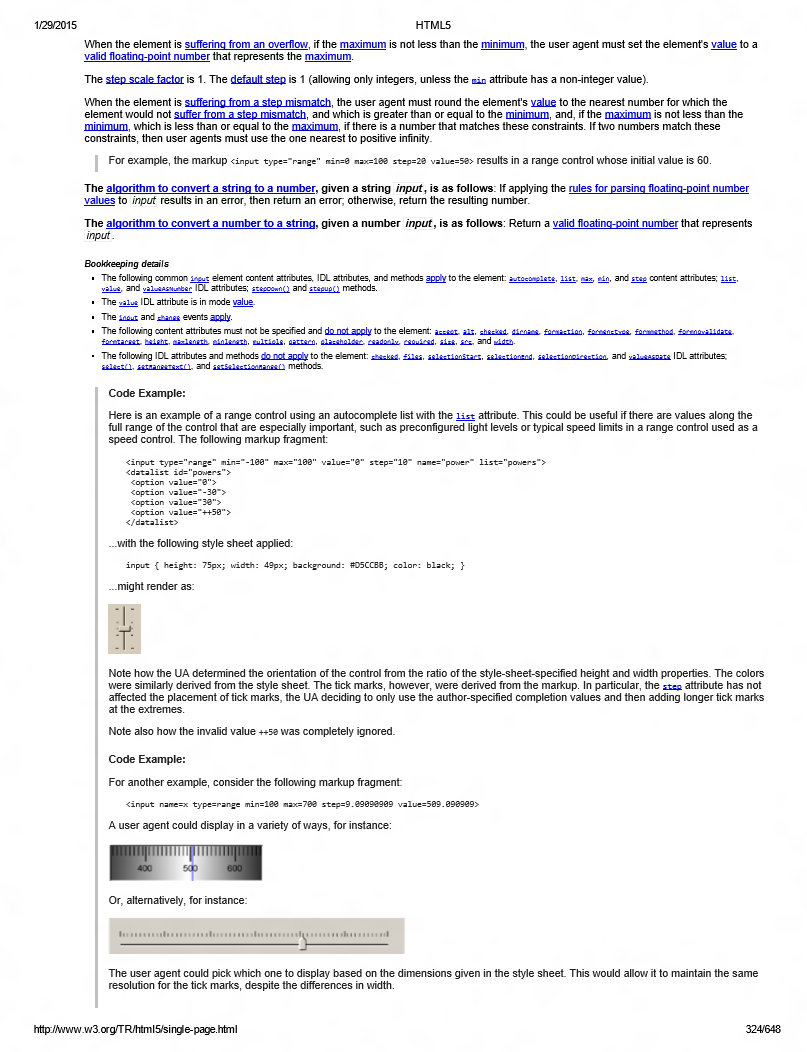 1/29/2015 HTML5
When the element is suffering from an overflow, if the maximum is not less than the minimum, the user agent must set the element's value to a
valid floating-point number that represents the maximum.
The step scale factor is 1. The default step is 1 (allowing only integers, unless the min attribute has a non-integer value).
When the element is suffering from a step mismatch, the user agent must round the element's value to the nearest number for which the
element would not suffer from a step mismatch, and which is greater than or equal to the minimum, and, if the maximum is not less than the
minimum, which is less than or equal to the maximum, if there is a number that matches these constraints. If two numbers match these
constraints, then user agents must use the one nearest to positive infinity.
For example, the markup <input type="range" min=0 max=100 step=20 value=50> results in a range control whose initial value is 60.
The algorithm to convert a string to a number, given a string input, is as follows: If applying the rules for parsing floating-point number
values to input results in an error, then return an error; otherwise, return the resulting number.
The algorithm to convert a number to a string, given a number input, is as follows: Return a valid floating-point number that represents
input.
Bookkeeping details
▪ The following common input element content attributes, IDL attributes, and methods apply to the element: autocomplete, list, max, min, and step content attributes; list,
value, and valueAsNumber IDL attributes; stepDown() and stepUp() methods.
▪ The value IDL attribute is in mode value.
▪ The input and change events apply.
▪ The following content attributes must not be specified and do not apply to the element: accept, alt, checked, dirname, formaction, formenctype, formmethod, formnovalidate,
formtarget, height, maxlength, minlength, multiple, pattern, placeholder, readonly, required, size, src, and width.
▪ The following IDL attributes and methods do not apply to the element: checked, files, selectionStart, selectionEnd, selectionDirection, and valueAsDate IDL attributes;
select(), setRangeText(), and setSelectionRange() methods.
Code Example:
Here is an example of a range control using an autocomplete list with the list attribute. This could be useful if there are values along the
full range of the control that are especially important, such as preconfigured light levels or typical speed limits in a range control used as a
speed control. The following markup fragment:
<input type="range" min="-100" max="100" value="0" step="10" name="power" list="powers">
<datalist id="powers">
<option value="0">
<option value="-30">
<option value="30">
<option value="++50">
</datalist>
...with the following style sheet applied:
input { height: 75px; width: 49px; background: #D5CCBB; color: black; }
...might render as:
Note how the UA determined the orientation of the control from the ratio of the style-sheet-specified height and width properties. The colors
were similarly derived from the style sheet. The tick marks, however, were derived from the markup. In particular, the step attribute has not
affected the placement of tick marks, the UA deciding to only use the author-specified completion values and then adding longer tick marks
at the extremes.
Note also how the invalid value ++50 was completely ignored.
Code Example:
For another example, consider the following markup fragment:
<input name=x type=range min=100 max=700 step=9.09090909 value=509.090909>
A user agent could display in a variety of ways, for instance:
400 500 600
Or, alternatively, for instance:
The user agent could pick which one to display based on the dimensions given in the style sheet. This would allow it to maintain the same
resolution for the tick marks, despite the differences in width.
http://www.w3.org/TR/html5/single-page.html 324/648